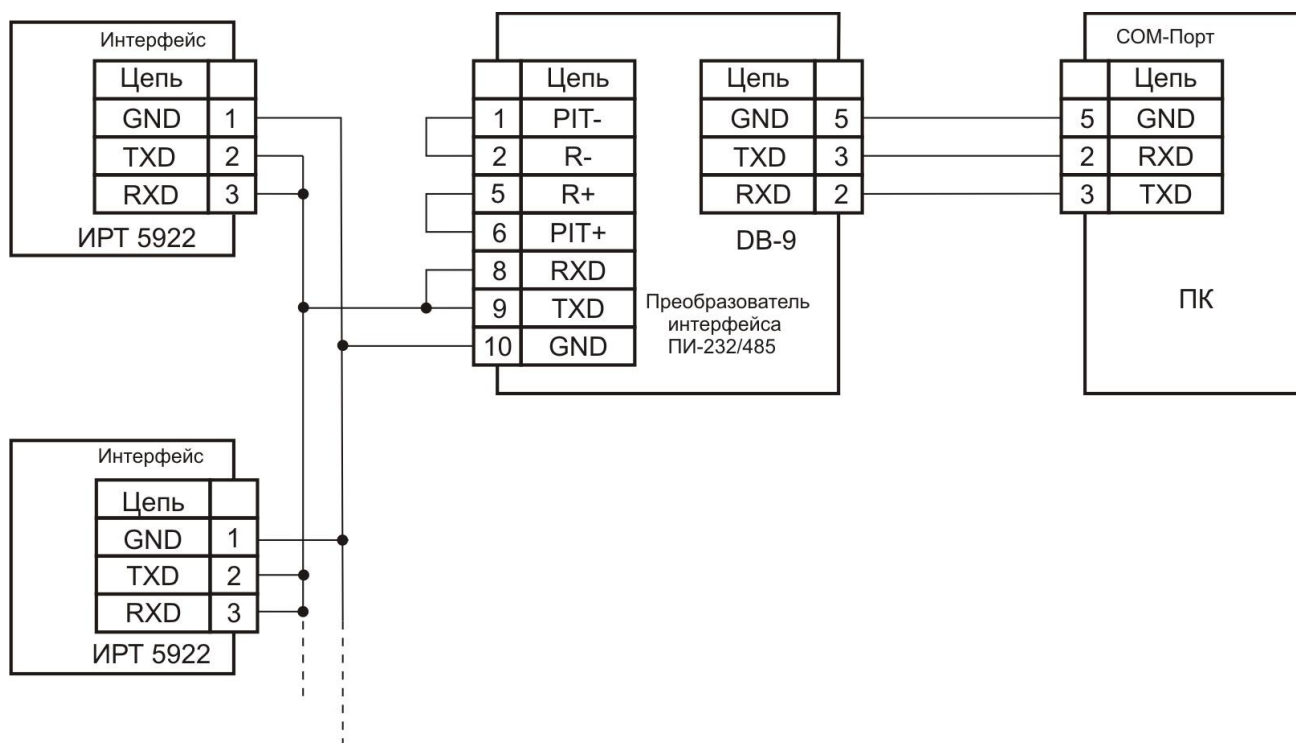 Интерфейс
Цепь
GND 1
TXD 2
RXD 3
ИРТ 5922
Цепь
1 PIT-
2 R-
5 R+
6 PIT+
8 RXD
9 TXD
10 GND
Цепь
GND 5
TXD 3
RXD 2
DB-9
Преобразователь
интерфейса
ПИ-232/485
COM-Порт
Цепь
5 GND
2 RXD
3 TXD
ПК
Интерфейс
Цепь
GND 1
TXD 2
RXD 3
ИРТ 5922